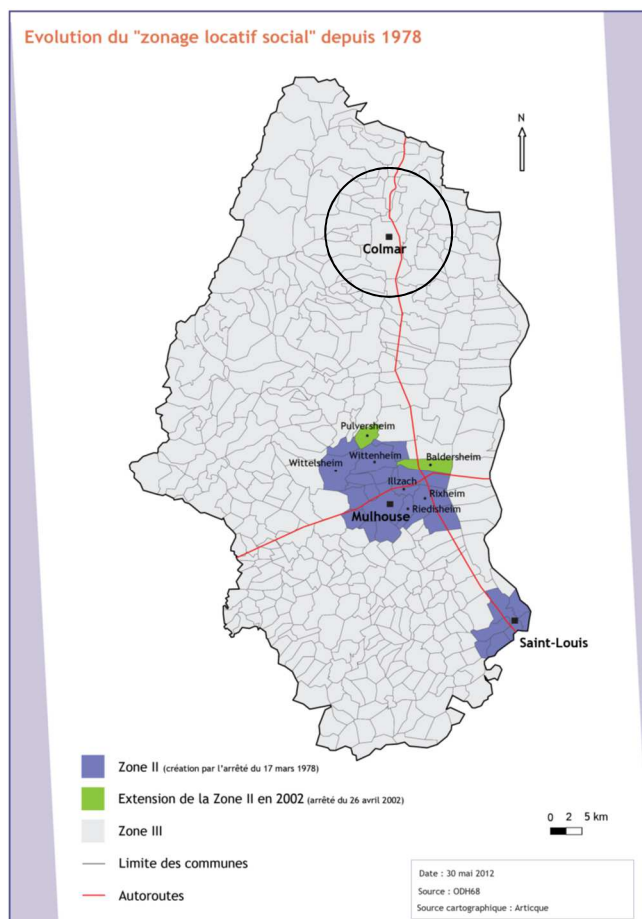 Evolution du "zonage locatif social" depuis 1978
N
Colmar
Pulversheim
Wittenheim
Baldersheim
Wittelsheim
Illzach
Rixheim
Mulhouse
Riedisheim
Saint-Louis
Zone II (création par l'arrêté du 17 mars 1978)
Extension de la Zone II en 2002 (arrêté du 26 avril 2002)
Zone III
0 2 5 km
Limite des communes
Autoroutes
Date : 30 mai 2012
Source : ODH68
Source cartographique : Articque